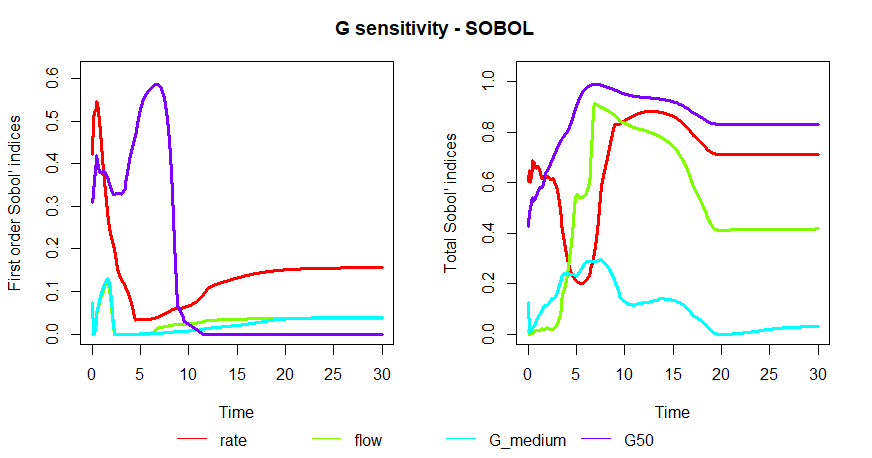 G sensitivity - SOBOL
First order Sobol' indices
0.0 0.1 0.2 0.3 0.4 0.5 0.6
0 5 10 15 20 25 30
Time
Total Sobol' indices
0.0 0.2 0.4 0.6 0.8 1.0
0 5 10 15 20 25 30
Time
rate flow G_medium G50